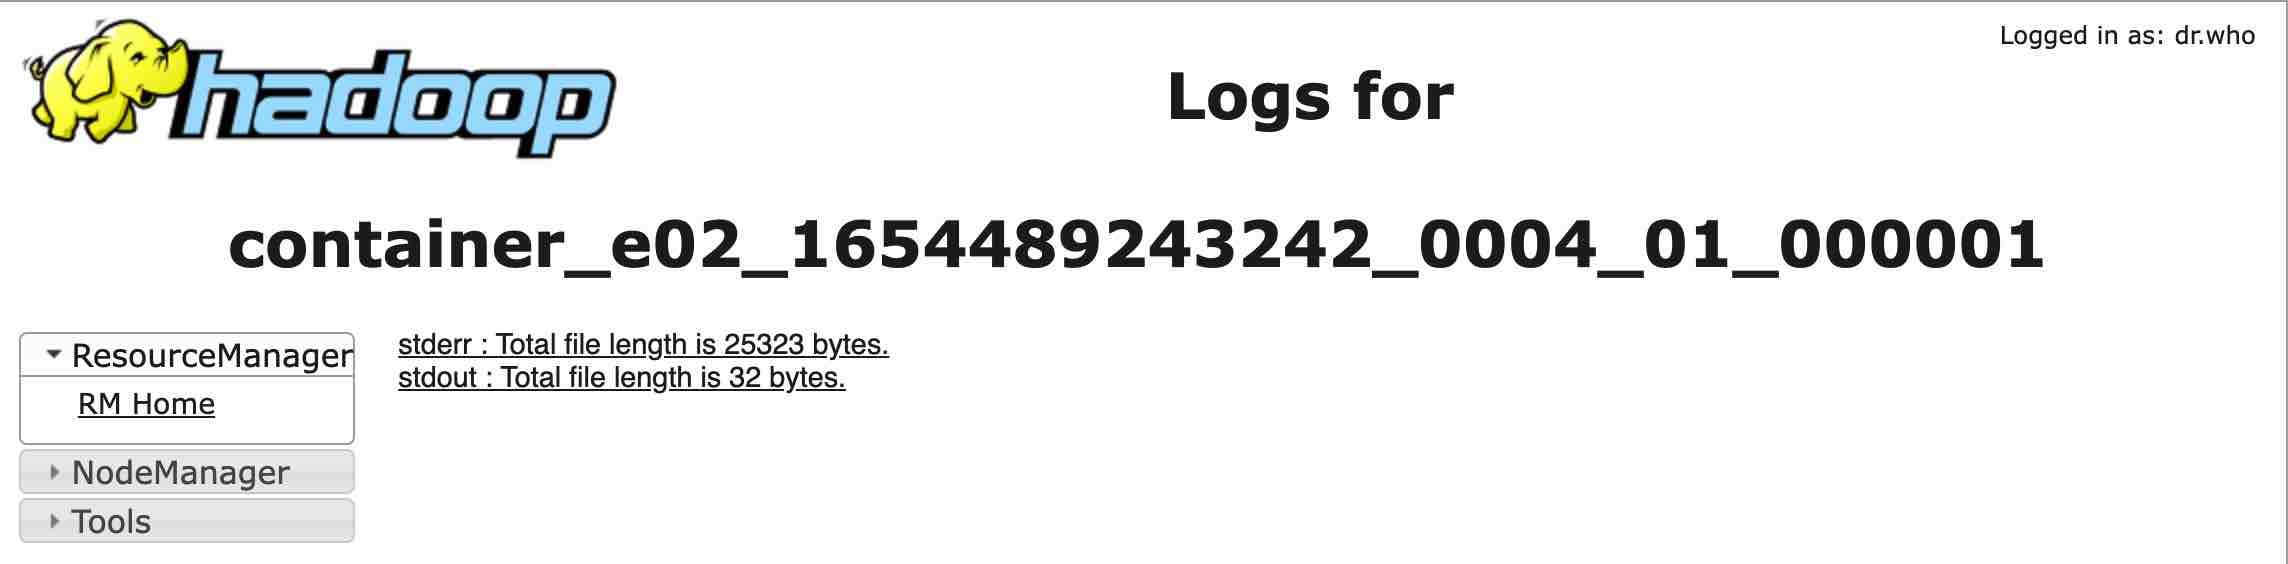 hadoop
Logged in as: dr.who
Logs for
container_e02_1654489243242_0004_01_000001
ResourceManager
RM Home
NodeManager
Tools
stderr : Total file length is 25323 bytes.
stdout : Total file length is 32 bytes.